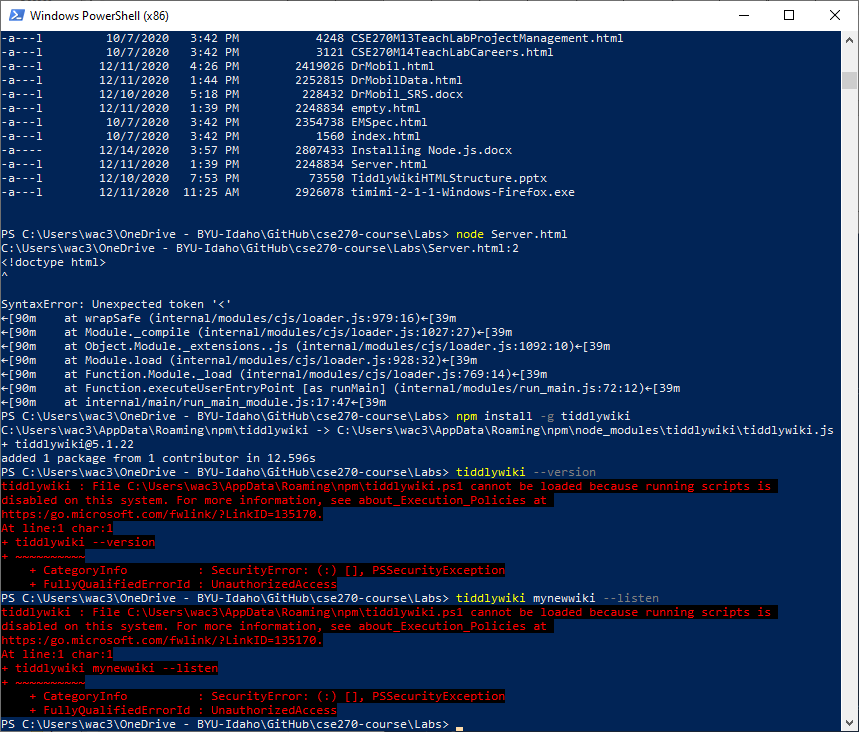 Windows PowerShell (x86)
-a---l 10/7/2020 3:42 PM 4248 CSE270M13TeachLabProjectManagement.html
-a---l 10/7/2020 3:42 PM 3121 CSE270M14TeachLabCareers.html
-a---l 12/11/2020 4:26 PM 2419026 DrMobil.html
-a---l 12/11/2020 1:44 PM 2252815 DrMobilData.html
-a---l 12/10/2020 5:18 PM 228432 DrMobil_SRS.docx
-a---l 12/11/2020 1:39 PM 2248834 empty.html
-a---l 10/7/2020 3:42 PM 2354738 EMSpec.html
-a---l 10/7/2020 3:42 PM 1560 index.html
-a---- 12/14/2020 3:57 PM 2807433 Installing Node.js.docx
-a---l 12/11/2020 1:39 PM 2248834 Server.html
-a---l 12/10/2020 7:53 PM 73550 TiddlyWikiHTMLStructure.pptx
-a---l 12/11/2020 11:25 AM 2926078 timimi-2-1-1-Windows-Firefox.exe
PS C:\Users\wac3\OneDrive - BYU-Idaho\GitHub\cse270-course\Labs> node Server.html
C:\Users\wac3\OneDrive - BYU-Idaho\GitHub\cse270-course\Labs\Server.html:2
<!doctype html>
^
SyntaxError: Unexpected token '<'
←[90m    at wrapSafe (internal/modules/cjs/loader.js:979:16)←[39m
←[90m    at Module._compile (internal/modules/cjs/loader.js:1027:27)←[39m
←[90m    at Object.Module._extensions..js (internal/modules/cjs/loader.js:1092:10)←[39m
←[90m    at Module.load (internal/modules/cjs/loader.js:928:32)←[39m
←[90m    at Function.Module._load (internal/modules/cjs/loader.js:769:14)←[39m
←[90m    at Function.executeUserEntryPoint [as runMain] (internal/modules/run_main.js:72:12)←[39m
←[90m    at internal/main/run_main_module.js:17:47←[39m
PS C:\Users\wac3\OneDrive - BYU-Idaho\GitHub\cse270-course\Labs> npm install -g tiddlywiki
C:\Users\wac3\AppData\Roaming\npm\tiddlywiki -> C:\Users\wac3\AppData\Roaming\npm\node_modules\tiddlywiki\tiddlywiki.js
+ tiddlywiki@5.1.22
added 1 package from 1 contributor in 12.596s
PS C:\Users\wac3\OneDrive - BYU-Idaho\GitHub\cse270-course\Labs> tiddlywiki --version
tiddlywiki : File C:\Users\wac3\AppData\Roaming\npm\tiddlywiki.ps1 cannot be loaded because running scripts is
disabled on this system. For more information, see about_Execution_Policies at
https:/go.microsoft.com/fwlink/?LinkID=135170.
At line:1 char:1
+ tiddlywiki --version
+ ~~~~~~~~~~
    + CategoryInfo          : SecurityError: (:) [], PSSecurityException
    + FullyQualifiedErrorId : UnauthorizedAccess
PS C:\Users\wac3\OneDrive - BYU-Idaho\GitHub\cse270-course\Labs> tiddlywiki mynewwiki --listen
tiddlywiki : File C:\Users\wac3\AppData\Roaming\npm\tiddlywiki.ps1 cannot be loaded because running scripts is
disabled on this system. For more information, see about_Execution_Policies at
https:/go.microsoft.com/fwlink/?LinkID=135170.
At line:1 char:1
+ tiddlywiki mynewwiki --listen
+ ~~~~~~~~~~
    + CategoryInfo          : SecurityError: (:) [], PSSecurityException
    + FullyQualifiedErrorId : UnauthorizedAccess
PS C:\Users\wac3\OneDrive - BYU-Idaho\GitHub\cse270-course\Labs>